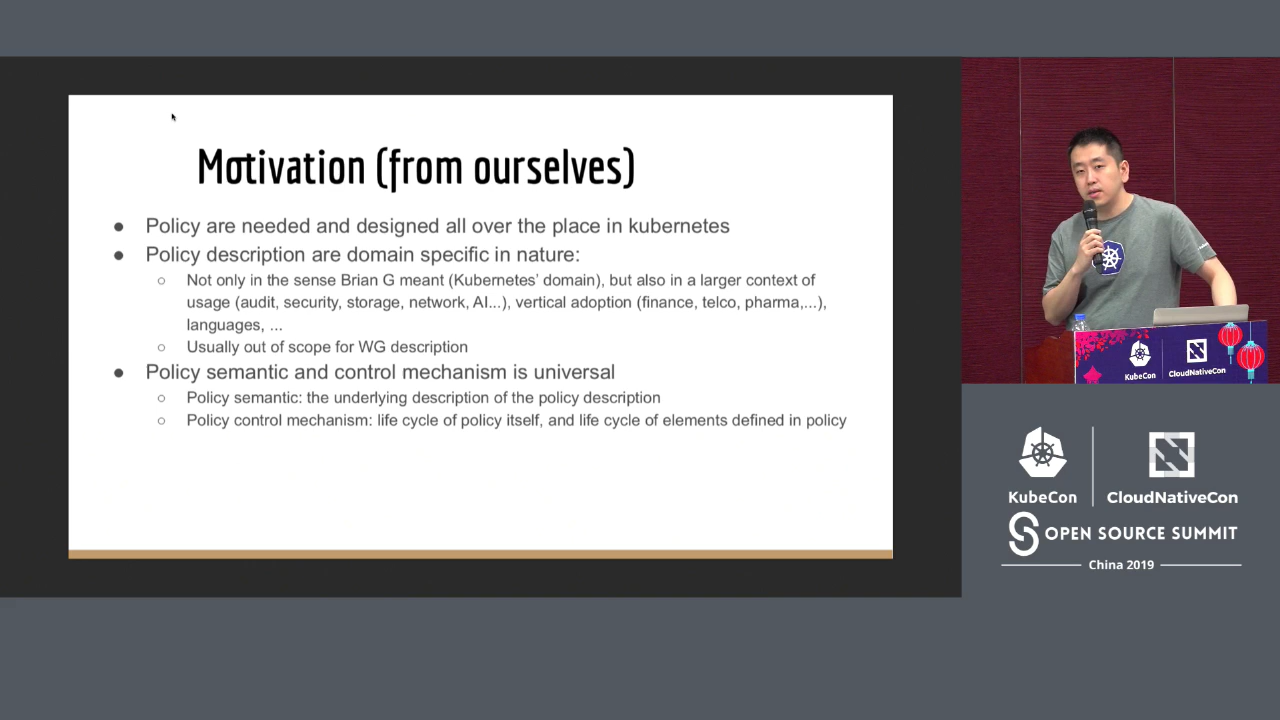 Motivation (from ourselves)
● Policy are needed and designed all over the place in kubernetes
● Policy description are domain specific in nature:
○ Not only in the sense Brian G meant (Kubernetes' domain), but also in a larger context of
usage (audit, security, storage, network, AI...), vertical adoption (finance, telco, pharma,...),
languages, ...
○ Usually out of scope for WG description
● Policy semantic and control mechanism is universal
○ Policy semantic: the underlying description of the policy description
○ Policy control mechanism: life cycle of policy itself, and life cycle of elements defined in policy
KubeCon
CloudNativeCon
KubeCon
CloudNativeCon
OPEN SOURCE SUMMIT
China 2019